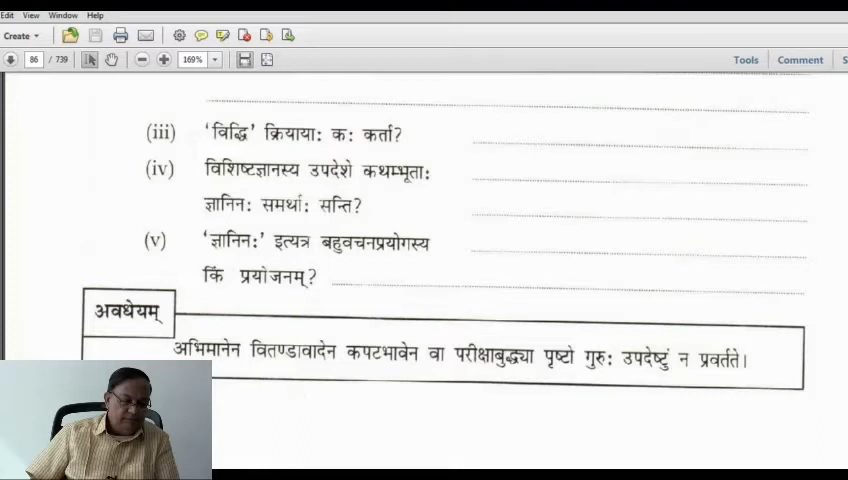 Edit View Window Help
Create
86 / 739 169% Tools Comment S
(iii) 'विद्धि' क्रियायाः कः कर्ता?
(iv) विशिष्टज्ञानस्य उपदेशे कथम्भूताः
ज्ञानिनः समर्थाः सन्ति?
(v) 'ज्ञानिनः' इत्यत्र बहुवचनप्रयोगस्य
किं प्रयोजनम्?
अवधेयम्
अभिमानेन वितण्डावादेन कपटभावेन वा परीक्षाबुद्ध्या पृष्टो गुरुः उपदेष्टुं न प्रवर्तते।